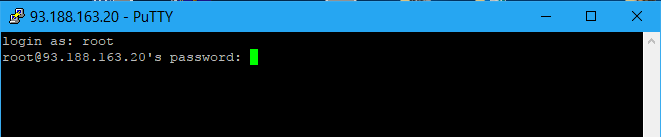 93.188.163.20 - PuTTY
login as: root
root@93.188.163.20's password: